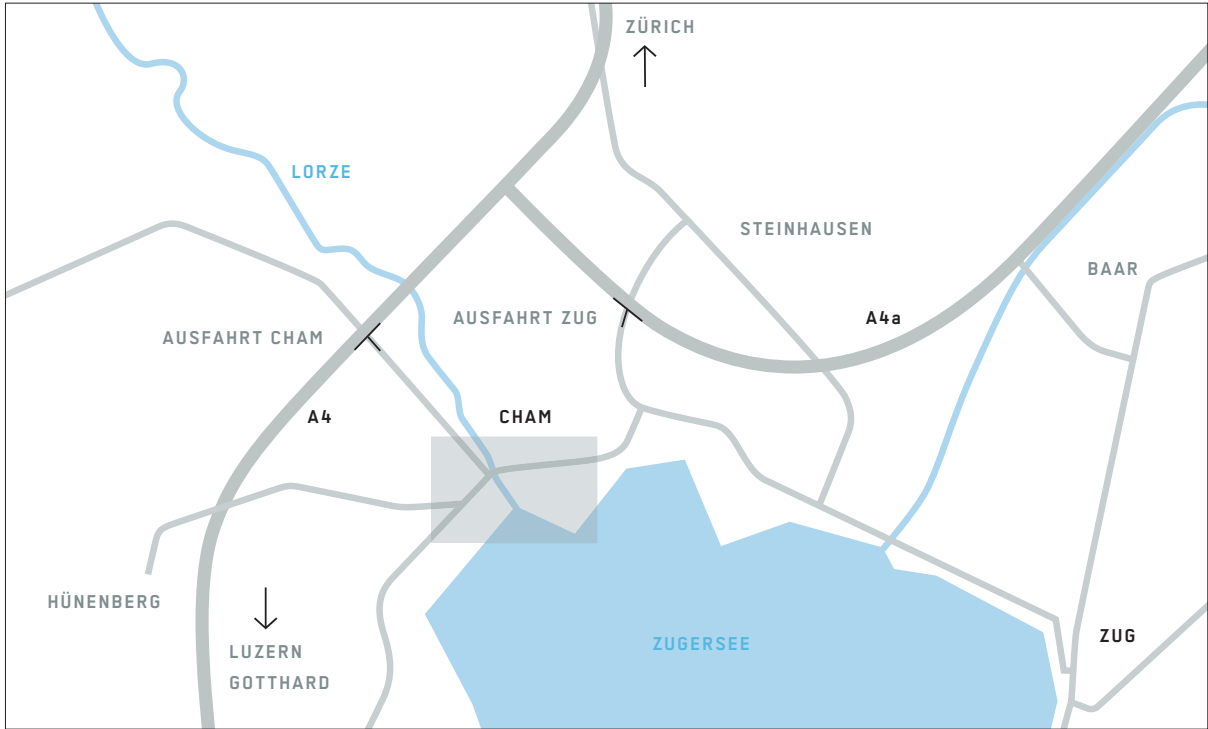 ZÜRICH
LORZE
STEINHAUSEN
BAAR
AUSFAHRT ZUG
A4a
AUSFAHRT CHAM
A4
CHAM
HÜNENBERG
ZUG
ZUGERSEE
LUZERN
GOTTHARD